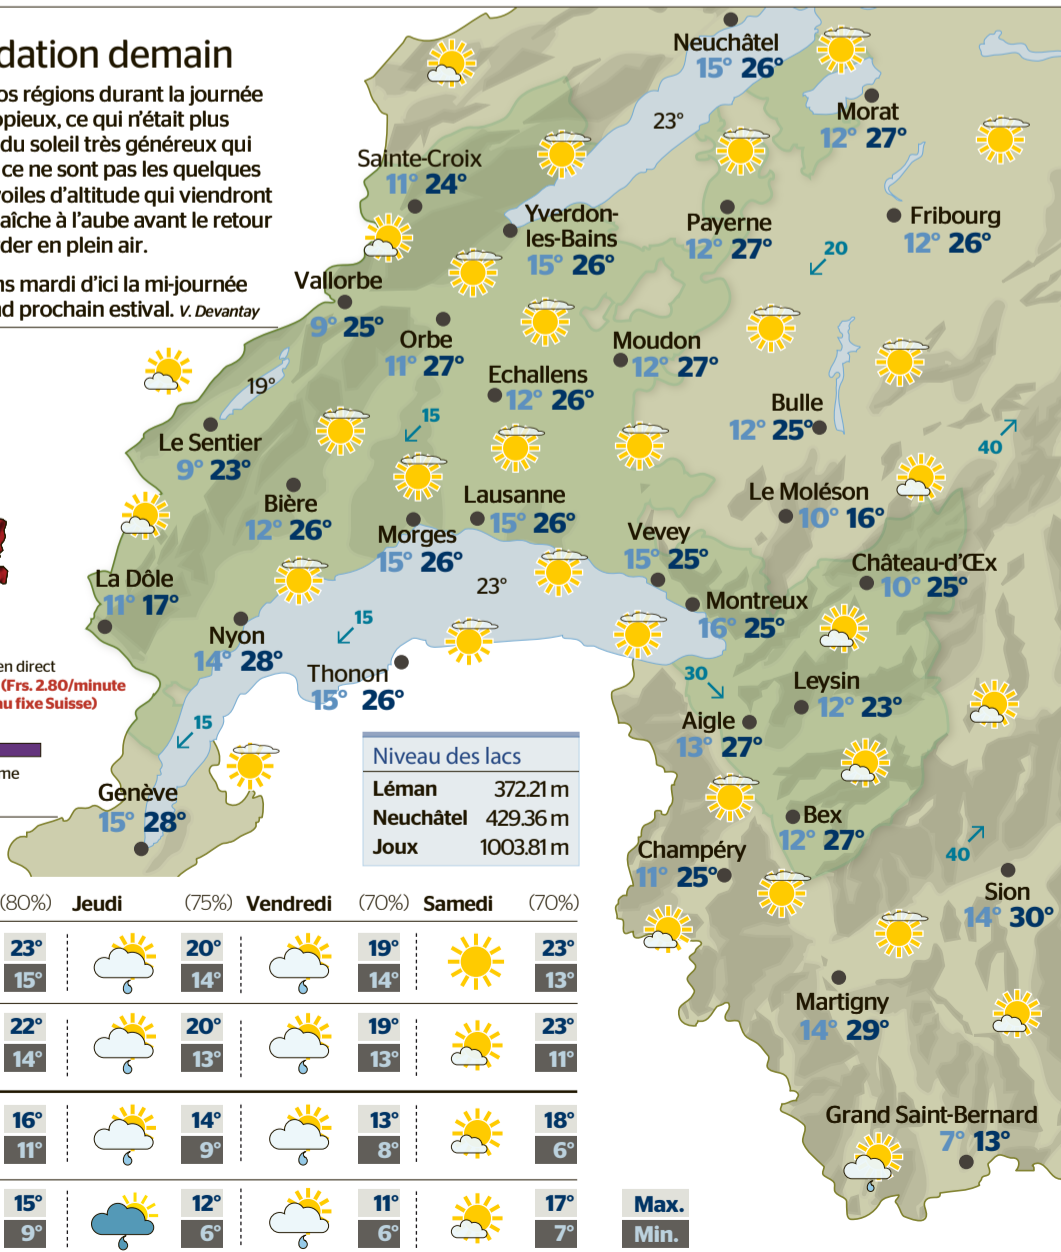 dation demain
os régions durant la journée
opieux, ce qui n'était plus
du soleil très généreux qui
ce ne sont pas les quelques
voiles d'altitude qui viendront
aîche à l'aube avant le retour
der en plein air.
ns mardi d'ici la mi-journée
nd prochain estival. V. Devantay
Neuchâtel
15° 26°
23°
Morat
12° 27°
Sainte-Croix
11° 24°
Yverdon-
les-Bains
15° 26°
Payerne
12° 27°
Fribourg
12° 26°
20
Vallorbe
9° 25°
Orbe
11° 27°
Moudon
12° 27°
19°
Echallens
12° 26°
Bulle
12° 25°
15
40
Le Sentier
9° 23°
Bière
12° 26°
Lausanne
15° 26°
Morges
15° 26°
Le Moléson
10° 16°
Vevey
15° 25°
Château-d'Œx
10° 25°
La Dôle
11° 17°
23°
Montreux
16° 25°
Nyon
14° 28°
15
Thonon
15° 26°
30
Leysin
12° 23°
Aigle
13° 27°
en direct
(Frs. 2.80/minute
au fixe Suisse)
me
15
Genève
15° 28°
Niveau des lacs
Léman 372.21 m
Neuchâtel 429.36 m
Joux 1003.81 m
Bex
12° 27°
Champéry
11° 25°
40
Sion
14° 30°
Martigny
14° 29°
Grand Saint-Bernard
7° 13°
(80%) Jeudi (75%) Vendredi (70%) Samedi (70%)
23° 20° 19° 23°
15° 14° 14° 13°
22° 20° 19° 23°
14° 13° 13° 11°
16° 14° 13° 18°
11° 9° 8° 6°
15° 12° 11° 17°
9° 6° 6° 7°
Max.
Min.